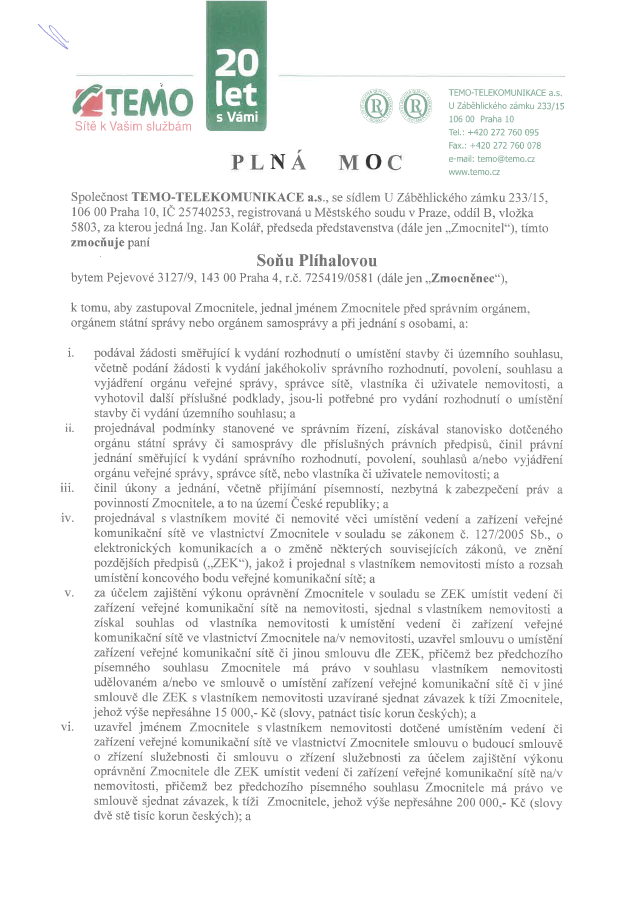 20
let
s Vámi
TEMO
Sítě k Vašim službám
R R
TEMO-TELEKOMUNIKACE a.s.
U Záběhlického zámku 233/15
106 00 Praha 10
Tel.: +420 272 760 095
Fax.: +420 272 760 078
e-mail: temo@temo.cz
www.temo.cz
PLNÁ MOC
Společnost TEMO-TELEKOMUNIKACE a.s., se sídlem U Záběhlického zámku 233/15,
106 00 Praha 10, IČ 25740253, registrovaná u Městského soudu v Praze, oddíl B, vložka
5803, za kterou jedná Ing. Jan Kolář, předseda představenstva (dále jen „Zmocnitel"), tímto
zmocňuje paní
Soňu Plíhalovou
bytem Pejevové 3127/9, 143 00 Praha 4, r.č. 725419/0581 (dále jen „Zmocněnec"),
k tomu, aby zastupoval Zmocnitele, jednal jménem Zmocnitele před správním orgánem,
orgánem státní správy nebo orgánem samosprávy a při jednání s osobami, a:
i. podával žádosti směřující k vydání rozhodnutí o umístění stavby či územního souhlasu,
včetně podání žádosti k vydání jakéhokoliv správního rozhodnutí, povolení, souhlasu a
vyjádření orgánu veřejné správy, správce sítě, vlastníka či uživatele nemovitosti, a
vyhotovil další příslušné podklady, jsou-li potřebné pro vydání rozhodnutí o umístění
stavby či vydání územního souhlasu; a
ii. projednával podmínky stanovené ve správním řízení, získával stanovisko dotčeného
orgánu státní správy či samosprávy dle příslušných právních předpisů, činil právní
jednání směřující k vydání správního rozhodnutí, povolení, souhlasů a/nebo vyjádření
orgánu veřejné správy, správce sítě, nebo vlastníka či uživatele nemovitosti; a
iii. činil úkony a jednání, včetně přijímání písemností, nezbytná k zabezpečení práv a
povinností Zmocnitele, a to na území České republiky; a
iv. projednával s vlastníkem movité či nemovité věci umístění vedení a zařízení veřejné
komunikační sítě ve vlastnictví Zmocnitele v souladu se zákonem č. 127/2005 Sb., o
elektronických komunikacích a o změně některých souvisejících zákonů, ve znění
pozdějších předpisů („ZEK"), jakož i projednal s vlastníkem nemovitosti místo a rozsah
umístění koncového bodu veřejné komunikační sítě; a
v. za účelem zajištění výkonu oprávnění Zmocnitele v souladu se ZEK umístit vedení či
zařízení veřejné komunikační sítě na nemovitosti, sjednal s vlastníkem nemovitosti a
získal souhlas od vlastníka nemovitosti k umístění vedení či zařízení veřejné
komunikační sítě ve vlastnictví Zmocnitele na/v nemovitosti, uzavřel smlouvu o umístění
zařízení veřejné komunikační sítě či jinou smlouvu dle ZEK, přičemž bez předchozího
písemného souhlasu Zmocnitele má právo v souhlasu vlastníkem nemovitosti
udělovaném a/nebo ve smlouvě o umístění zařízení veřejné komunikační sítě či v jiné
smlouvě dle ZEK s vlastníkem nemovitosti uzavírané sjednat závazek k tíži Zmocnitele,
jehož výše nepřesáhne 15 000,- Kč (slovy, patnáct tisíc korun českých); a
vi. uzavřel jménem Zmocnitele s vlastníkem nemovitosti dotčené umístěním vedení či
zařízení veřejné komunikační sítě ve vlastnictví Zmocnitele smlouvu o budoucí smlouvě
o zřízení služebnosti či smlouvu o zřízení služebnosti za účelem zajištění výkonu
oprávnění Zmocnitele dle ZEK umístit vedení či zařízení veřejné komunikační sítě na/v
nemovitosti, přičemž bez předchozího písemného souhlasu Zmocnitele má právo ve
smlouvě sjednat závazek, k tíži Zmocnitele, jehož výše nepřesáhne 200 000,- Kč (slovy
dvě stě tisíc korun českých); a